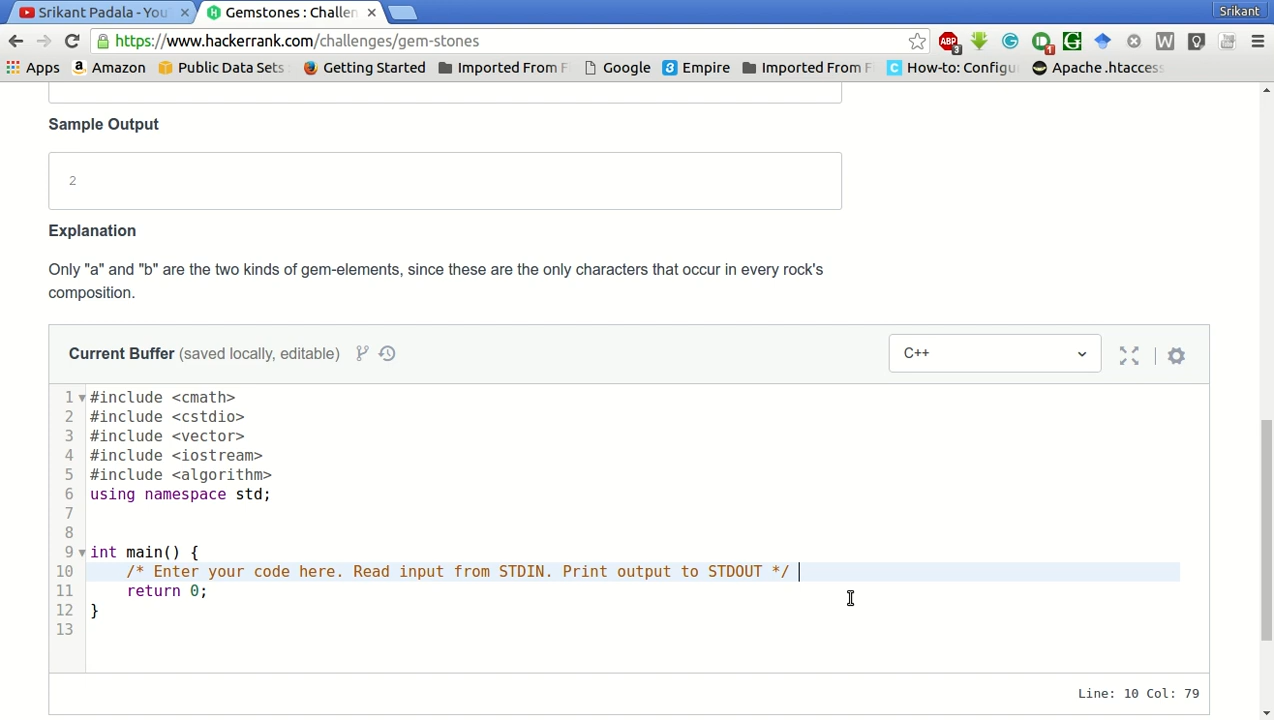 Srikant Padala - You
Gemstones : Challen
Srikant
https://www.hackerrank.com/challenges/gem-stones
ABP
3
1
G
W
Apps
Amazon
Public Data Sets
Getting Started
Imported From F
Google
Empire
Imported From F
How-to: Configu
Apache .htaccess
Sample Output
2
Explanation
Only "a" and "b" are the two kinds of gem-elements, since these are the only characters that occur in every rock's
composition.
Current Buffer (saved locally, editable)
C++
1 #include <cmath>
2 #include <cstdio>
3 #include <vector>
4 #include <iostream>
5 #include <algorithm>
6 using namespace std;
7
8
9 int main() {
10 /* Enter your code here. Read input from STDIN. Print output to STDOUT */
11 return 0;
12 }
13
Line: 10 Col: 79